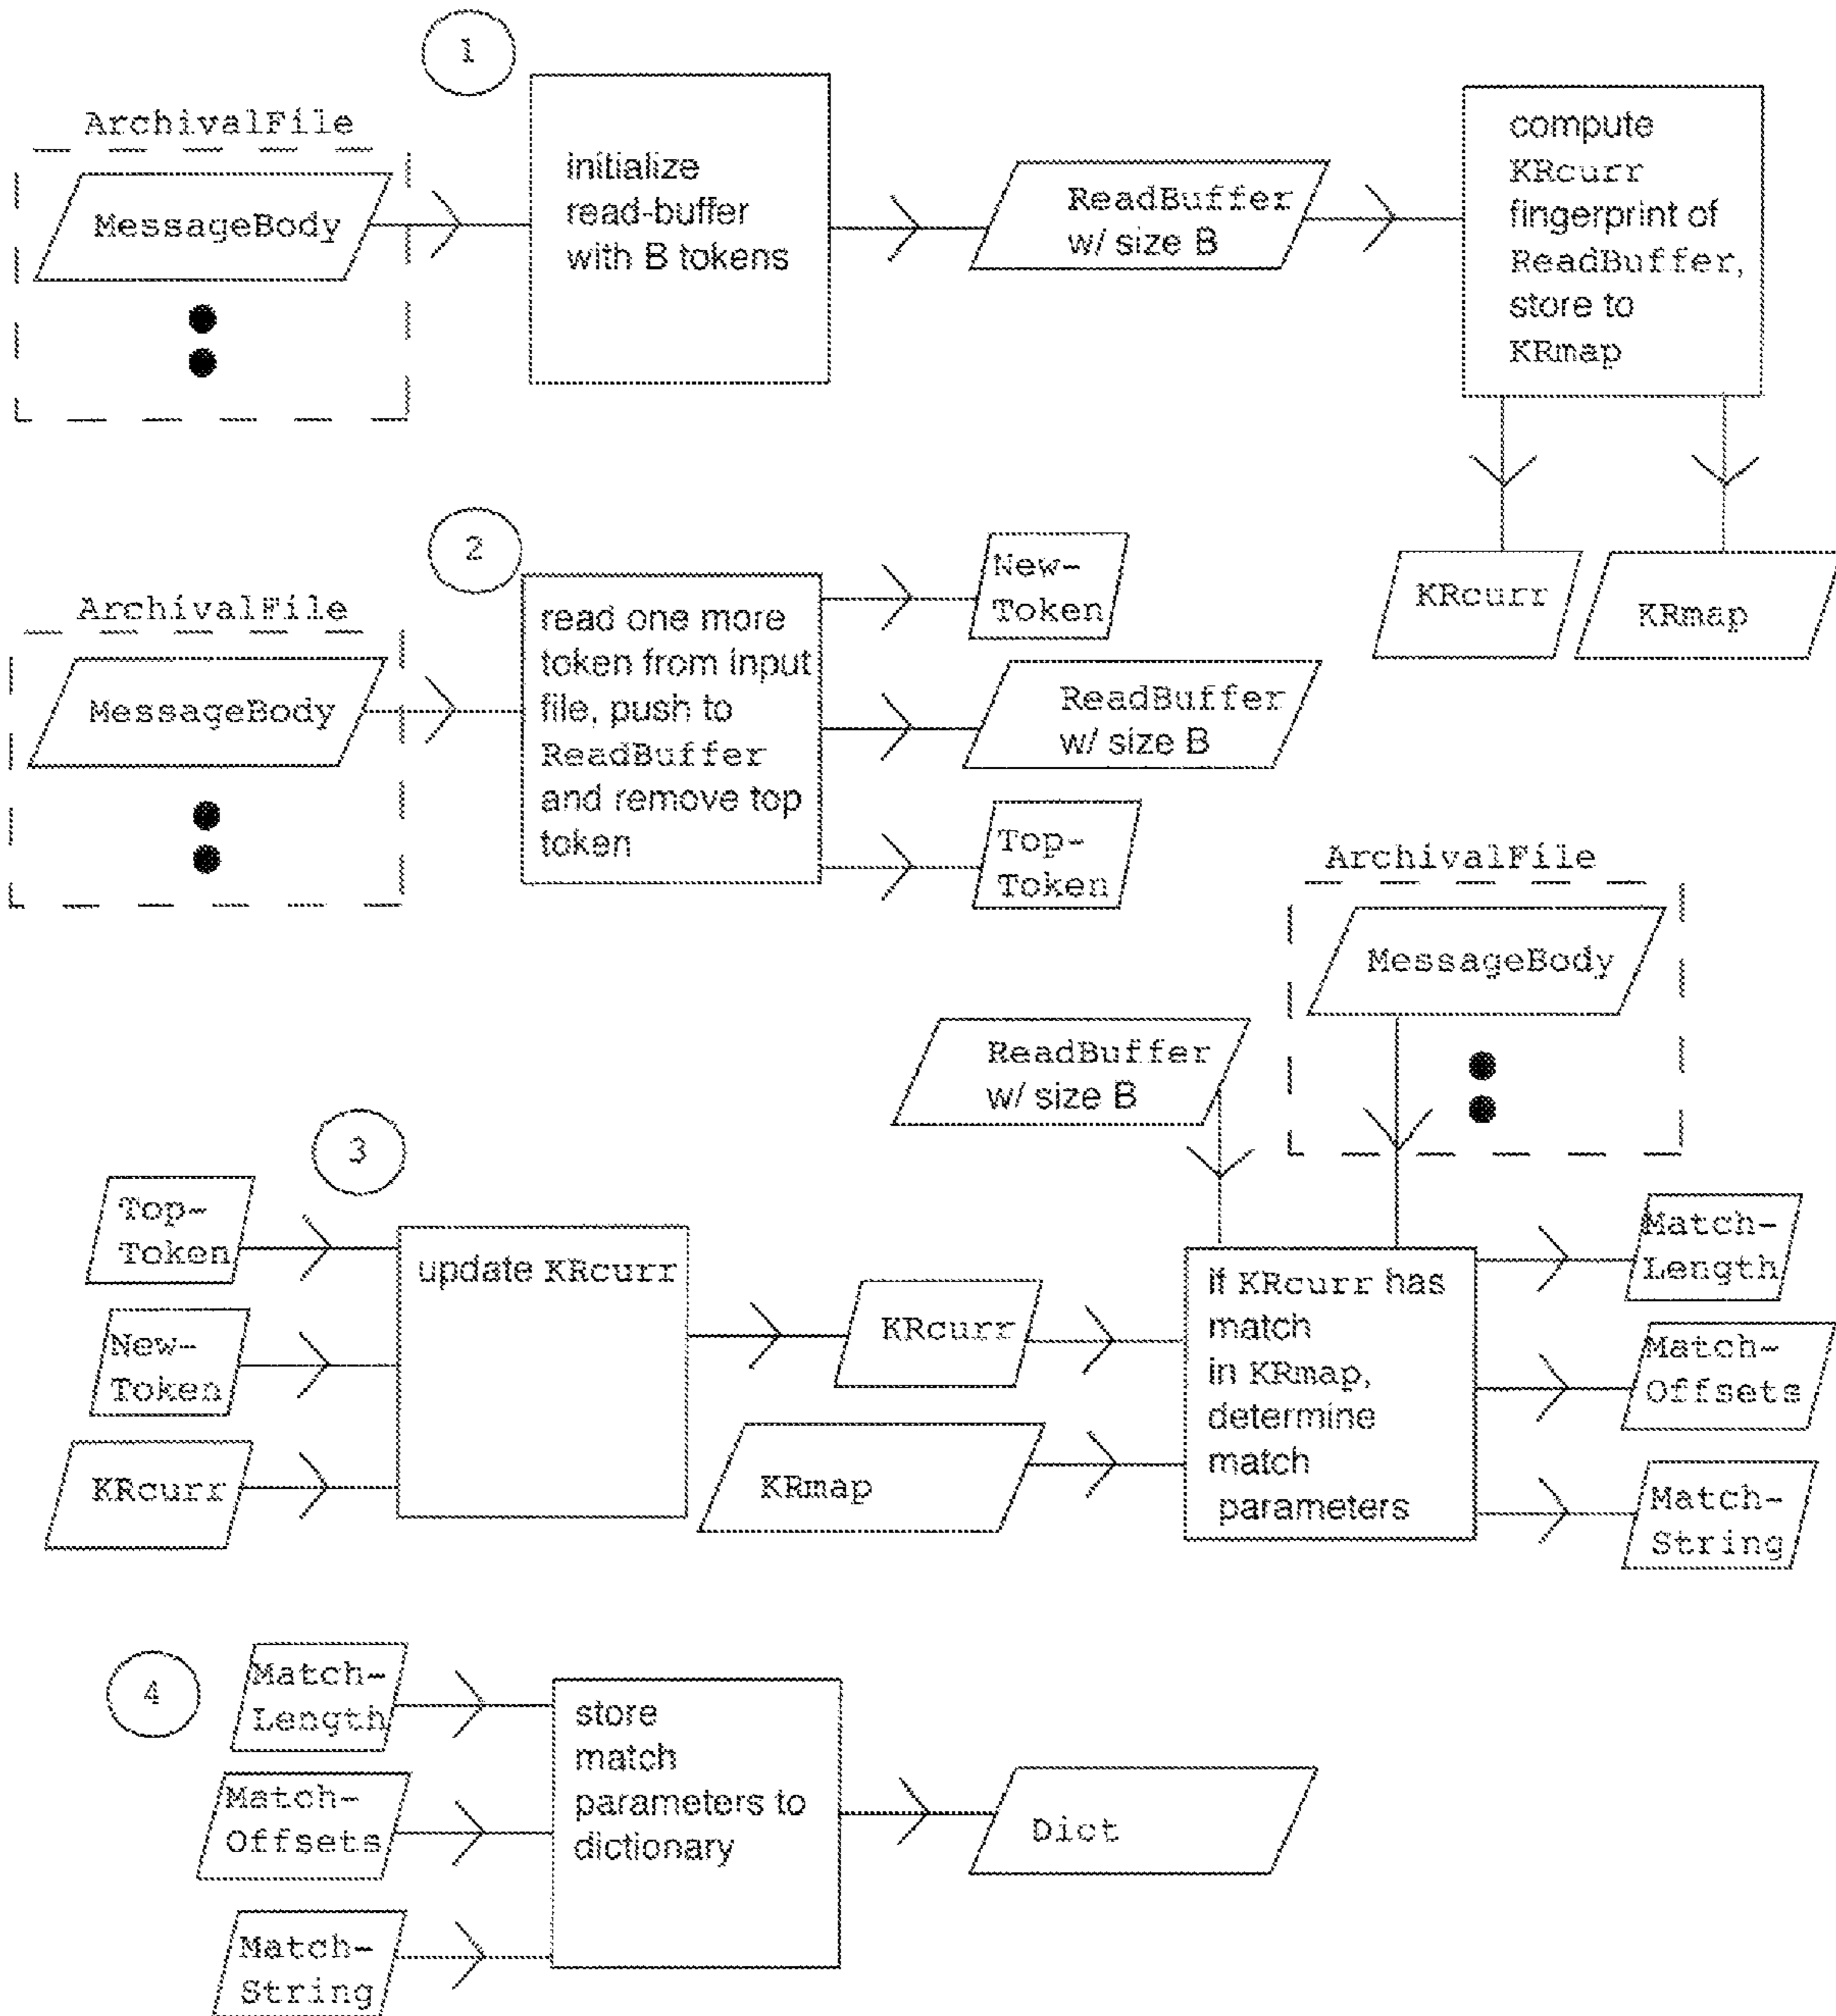 1
ArchivalFile
MessageBody
initialize
read-buffer
with B tokens
ReadBuffer
w/ size B
compute
KRcurr
fingerprint of
ReadBuffer,
store to
KRmap
KRcurr
KRmap
2
ArchivalFile
MessageBody
read one more
token from input
file, push to
ReadBuffer
and remove top
token
New-
Token
ReadBuffer
w/ size B
Top-
Token
ArchivalFile
MessageBody
ReadBuffer
w/ size B
3
Top-
Token
New-
Token
KRcurr
update KRcurr
KRcurr
KRmap
if KRcurr has
match
in KRmap,
determine
match
parameters
Match-
Length
Match-
Offsets
Match-
String
4
Match-
Length
Match-
Offsets
Match-
String
store
match
parameters to
dictionary
Dict